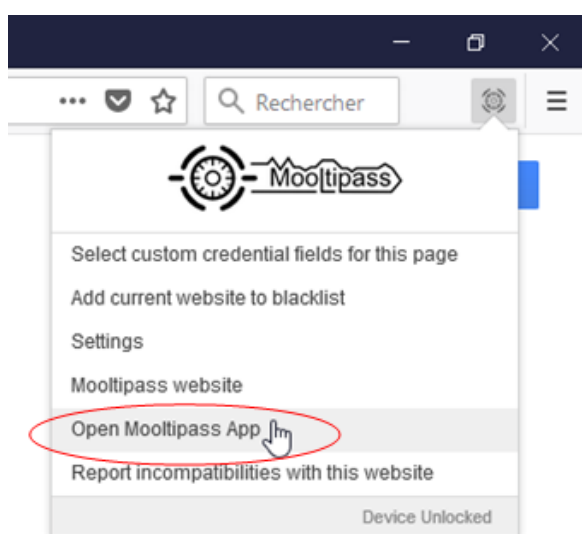 Rechercher
Mooltipass
Select custom credential fields for this page
Add current website to blacklist
Settings
Mooltipass website
Open Mooltipass App
Report incompatibilities with this website
Device Unlocked